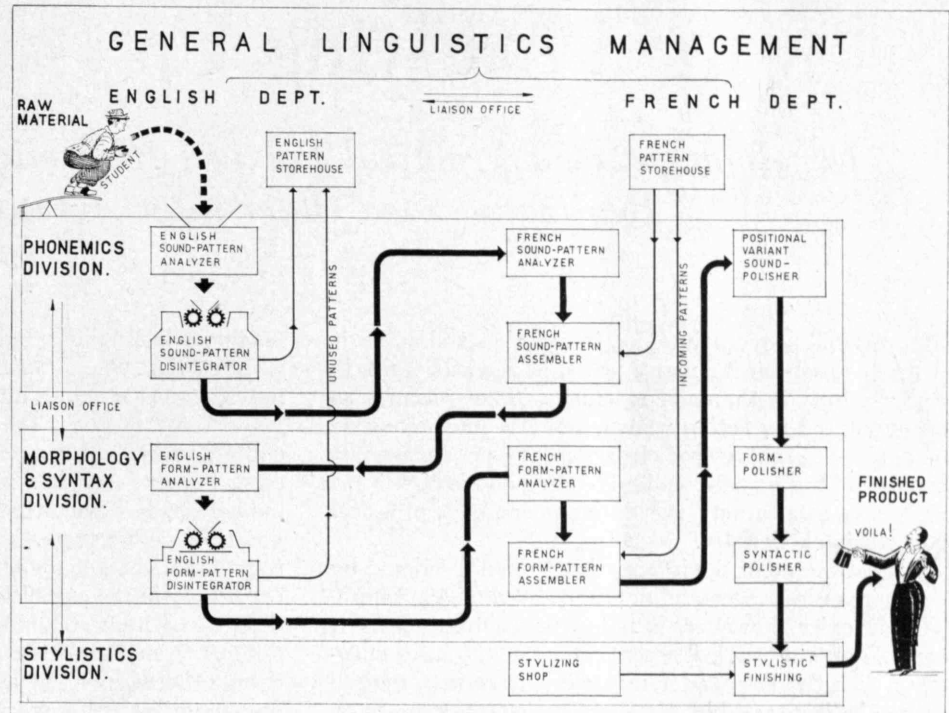 GENERAL LINGUISTICS MANAGEMENT
ENGLISH DEPT.
LIAISON OFFICE
FRENCH DEPT.
RAW
MATERIAL
STUDENT
ENGLISH
PATTERN
STOREHOUSE
FRENCH
PATTERN
STOREHOUSE
PHONEMICS
DIVISION.
ENGLISH
SOUND-PATTERN
ANALYZER
FRENCH
SOUND-PATTERN
ANALYZER
POSITIONAL
VARIANT
SOUND-
POLISHER
ENGLISH
SOUND-PATTERN
DISINTEGRATOR
UNUSED PATTERNS
FRENCH
SOUND-PATTERN
ASSEMBLER
INCOMING PATTERNS
LIAISON OFFICE
MORPHOLOGY
& SYNTAX
DIVISION.
ENGLISH
FORM-PATTERN
ANALYZER
FRENCH
FORM-PATTERN
ANALYZER
FORM-
POLISHER
FINISHED
PRODUCT
VOILA!
ENGLISH
FORM-PATTERN
DISINTEGRATOR
FRENCH
FORM-PATTERN
ASSEMBLER
SYNTACTIC
POLISHER
STYLISTICS
DIVISION.
STYLIZING
SHOP
STYLISTIC
FINISHING